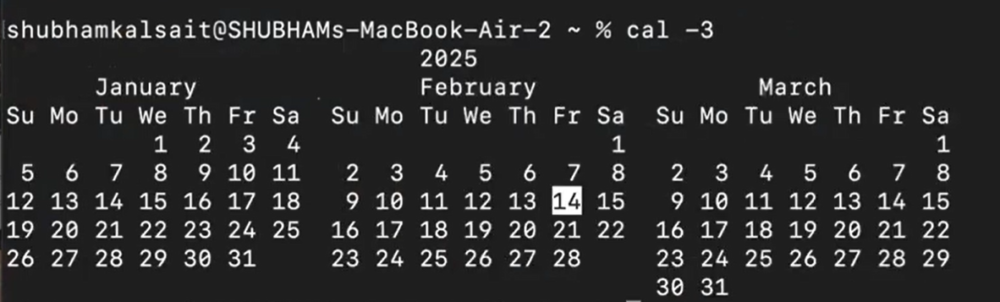 shubhamkalsait@SHUBHAMs-MacBook-Air-2 ~ % cal -3
                            2025
      January               February               March
Su Mo Tu We Th Fr Sa  Su Mo Tu We Th Fr Sa  Su Mo Tu We Th Fr Sa
          1  2  3  4                     1                     1
 5  6  7  8  9 10 11   2  3  4  5  6  7  8   2  3  4  5  6  7  8
12 13 14 15 16 17 18   9 10 11 12 13 14 15   9 10 11 12 13 14 15
19 20 21 22 23 24 25  16 17 18 19 20 21 22  16 17 18 19 20 21 22
26 27 28 29 30 31     23 24 25 26 27 28     23 24 25 26 27 28 29
                                            30 31